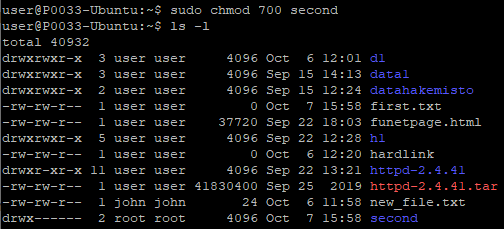 user@P0033-Ubuntu:~$ sudo chmod 700 second
user@P0033-Ubuntu:~$ ls -l
total 40932
drwxrwxr-x  3 user user     4096 Oct  6 12:01 dl
drwxrwxr-x  3 user user     4096 Sep 15 14:13 data1
drwxrwxr-x  2 user user     4096 Sep 15 12:24 datahakemisto
-rw-rw-r--  1 user user        0 Oct  7 15:58 first.txt
-rw-rw-r--  1 user user    37720 Sep 22 18:03 funetpage.html
drwxrwxr-x  5 user user     4096 Sep 22 12:28 hl
-rw-rw-r--  1 user user        0 Oct  6 12:20 hardlink
drwxr-xr-x 11 user user     4096 Sep 22 13:21 httpd-2.4.41
-rw-rw-r--  1 user user 41830400 Sep 25  2019 httpd-2.4.41.tar
-rw-rw-r--  1 john john       24 Oct  6 11:58 new_file.txt
drwx------  2 root root     4096 Oct  7 15:58 second